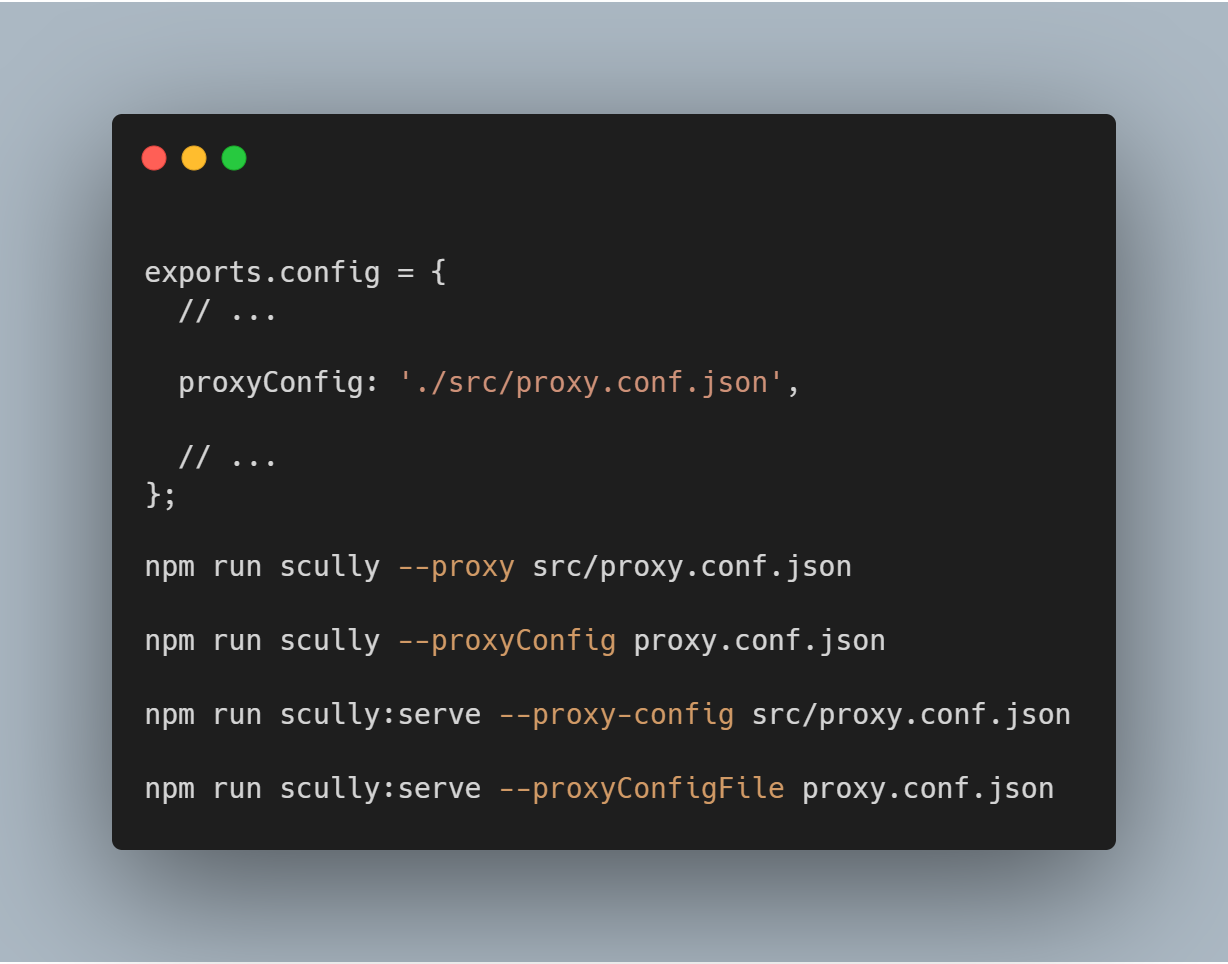 exports.config = {
  // ...
  proxyConfig: './src/proxy.conf.json',
  // ...
};
npm run scully --proxy src/proxy.conf.json
npm run scully --proxyConfig proxy.conf.json
npm run scully:serve --proxy-config src/proxy.conf.json
npm run scully:serve --proxyConfigFile proxy.conf.json